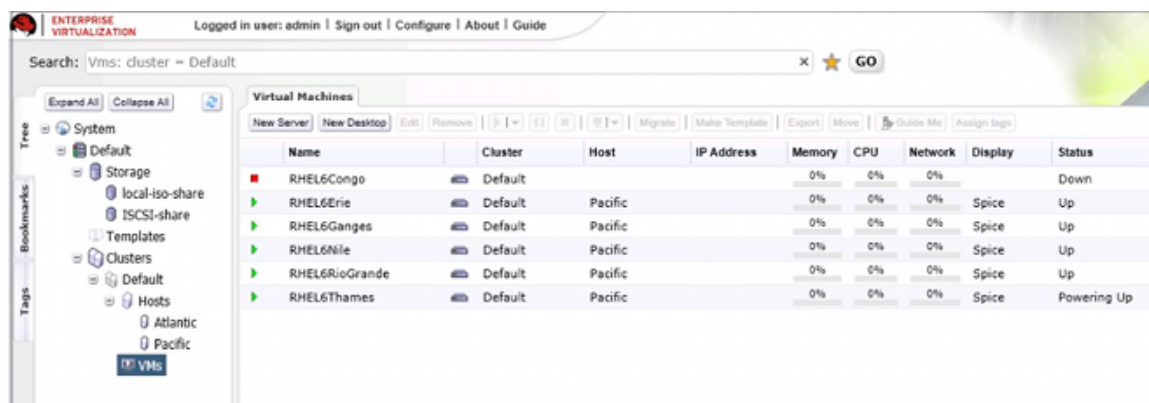 ENTERPRISE
VIRTUALIZATION
Logged in user: admin | Sign out | Configure | About | Guide
Search: Vms: cluster = Default x GO
Expand All Collapse All
Tree
Bookmarks
Tags
System
Default
Storage
local-iso-share
ISCSI-share
Templates
Clusters
Default
Hosts
Atlantic
Pacific
VMs
Virtual Machines
New Server New Desktop Edit Remove Migrate Make Template Export Move Guide Me Assign tags
Name Cluster Host IP Address Memory CPU Network Display Status
RHEL6Congo Default 0% 0% 0% Down
RHEL6Erie Default Pacific 0% 0% 0% Spice Up
RHEL6Ganges Default Pacific 0% 0% 0% Spice Up
RHEL6Nile Default Pacific 0% 0% 0% Spice Up
RHEL6RioGrande Default Pacific 0% 0% 0% Spice Up
RHEL6Thames Default Pacific 0% 0% 0% Spice Powering Up